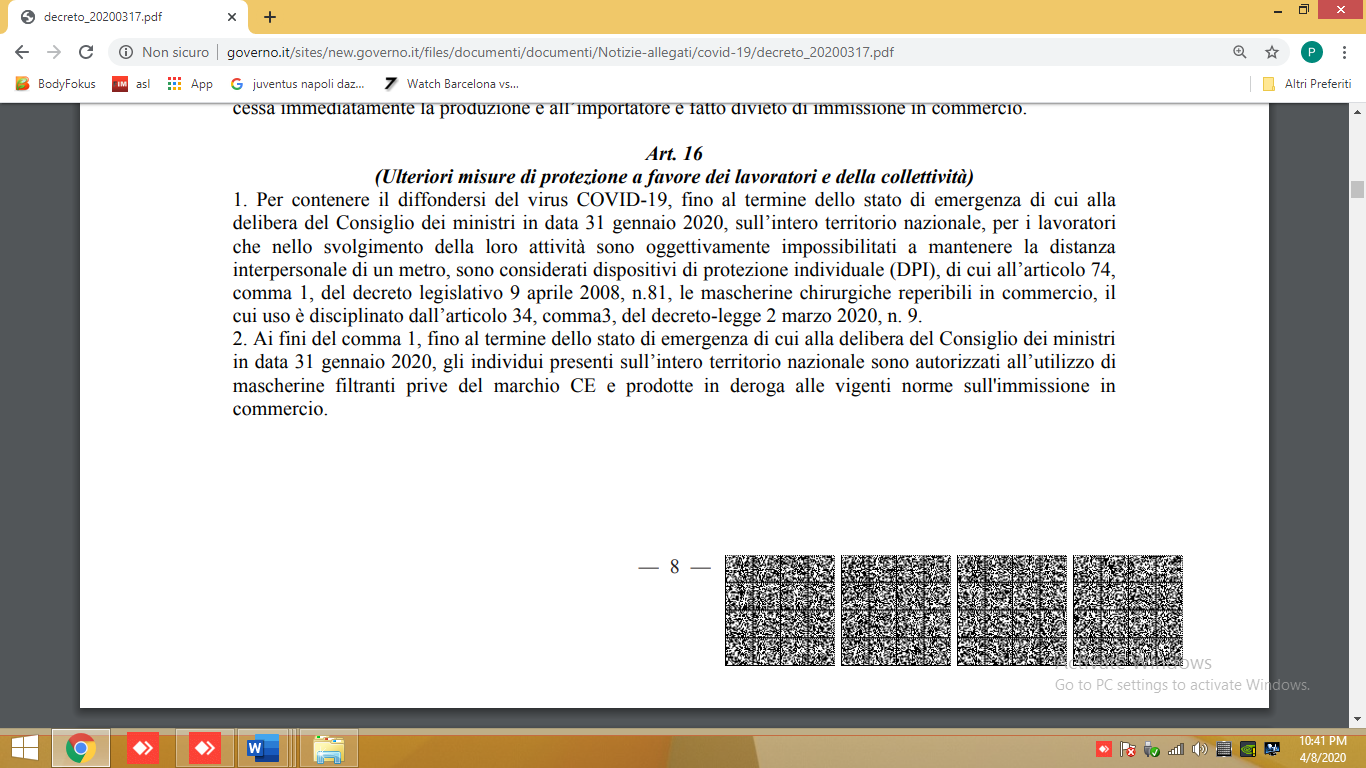 decreto_20200317.pdf
Non sicuro
governo.it/sites/new.governo.it/files/documenti/documenti/Notizie-allegati/covid-19/decreto_20200317.pdf
P
BodyFokus
asl
App
juventus napoli daz...
Watch Barcelona vs...
Altri Preferiti
cessa immediatamente la produzione e all'importatore è fatto divieto di immissione in commercio.
Art. 16
(Ulteriori misure di protezione a favore dei lavoratori e della collettività)
1. Per contenere il diffondersi del virus COVID-19, fino al termine dello stato di emergenza di cui alla
delibera del Consiglio dei ministri in data 31 gennaio 2020, sull’intero territorio nazionale, per i lavoratori
che nello svolgimento della loro attività sono oggettivamente impossibilitati a mantenere la distanza
interpersonale di un metro, sono considerati dispositivi di protezione individuale (DPI), di cui all’articolo 74,
comma 1, del decreto legislativo 9 aprile 2008, n.81, le mascherine chirurgiche reperibili in commercio, il
cui uso è disciplinato dall’articolo 34, comma3, del decreto-legge 2 marzo 2020, n. 9.
2. Ai fini del comma 1, fino al termine dello stato di emergenza di cui alla delibera del Consiglio dei ministri
in data 31 gennaio 2020, gli individui presenti sull’intero territorio nazionale sono autorizzati all’utilizzo di
mascherine filtranti prive del marchio CE e prodotte in deroga alle vigenti norme sull'immissione in
commercio.
— 8 —
Activate Windows
Go to PC settings to activate Windows.
10:41 PM
4/8/2020